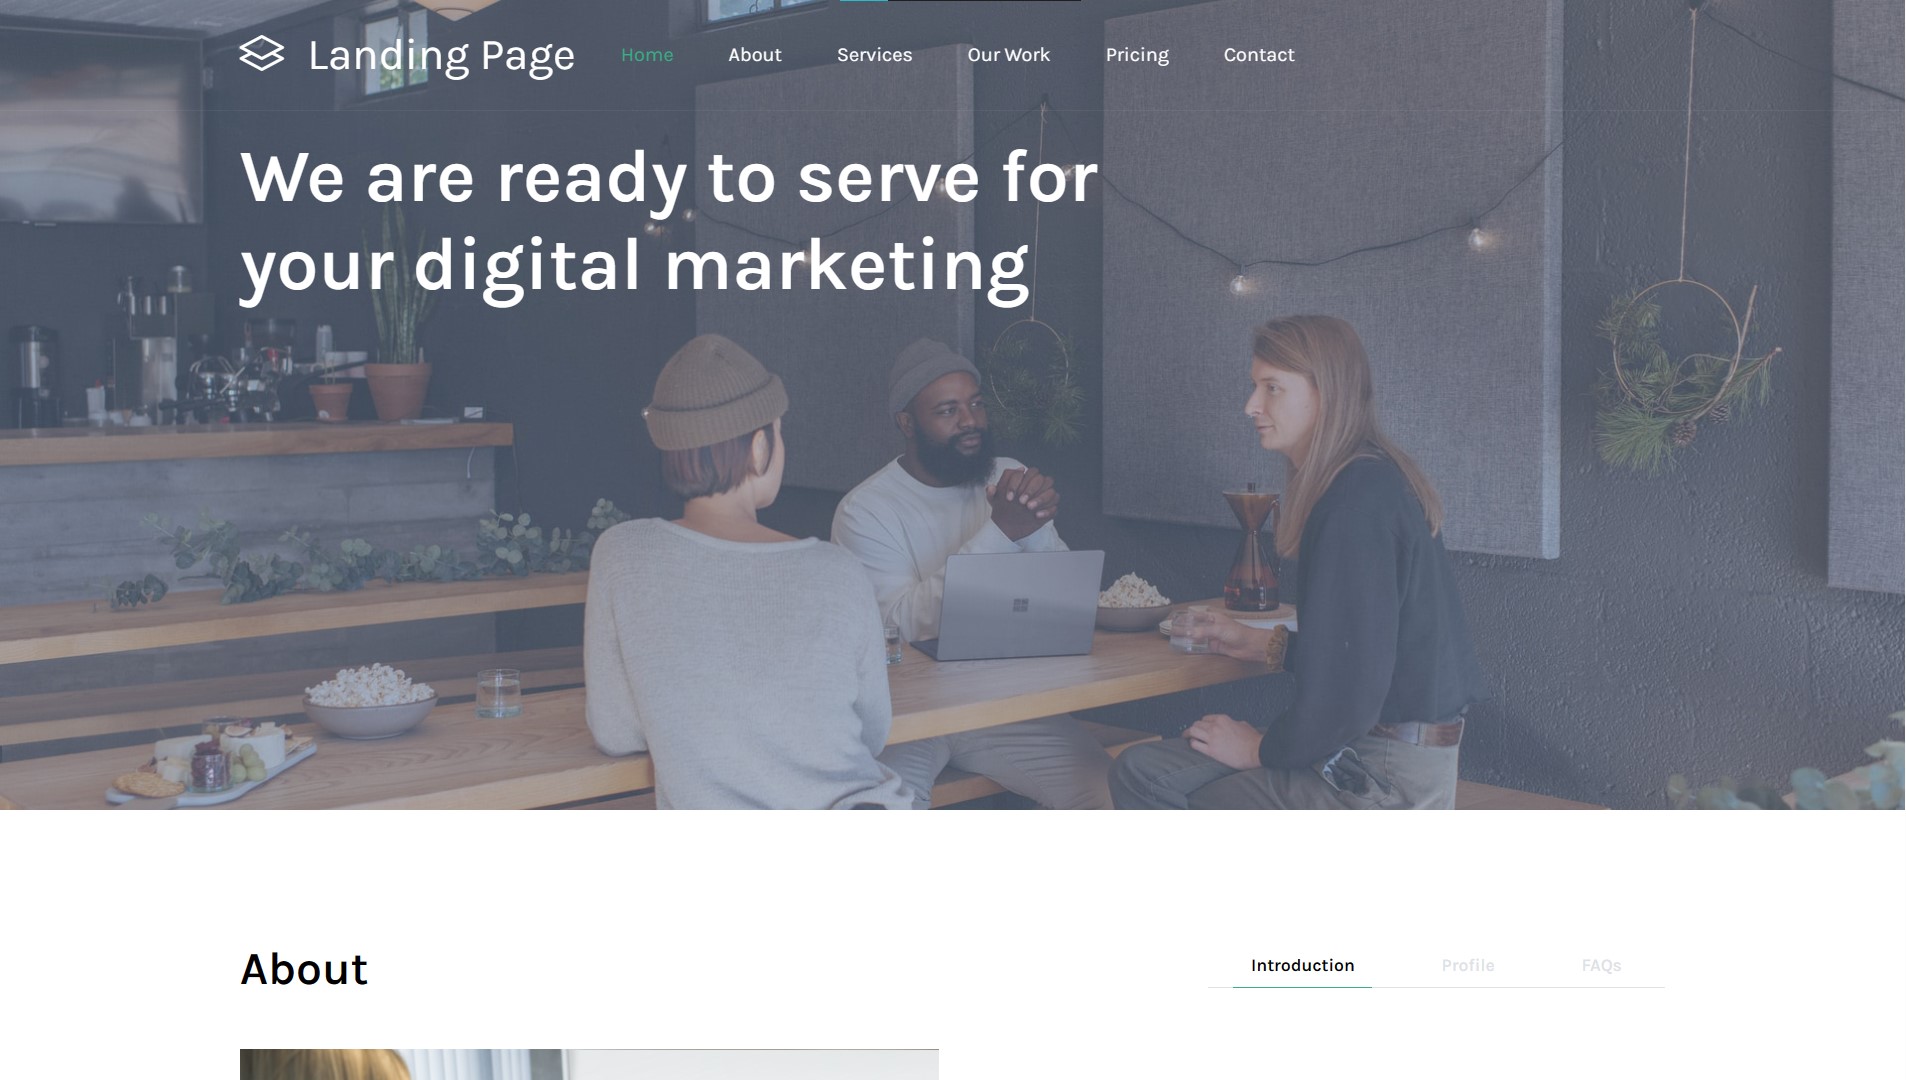 Landing Page
Home About Services Our Work Pricing Contact
We are ready to serve for
your digital marketing
About
Introduction Profile FAQs